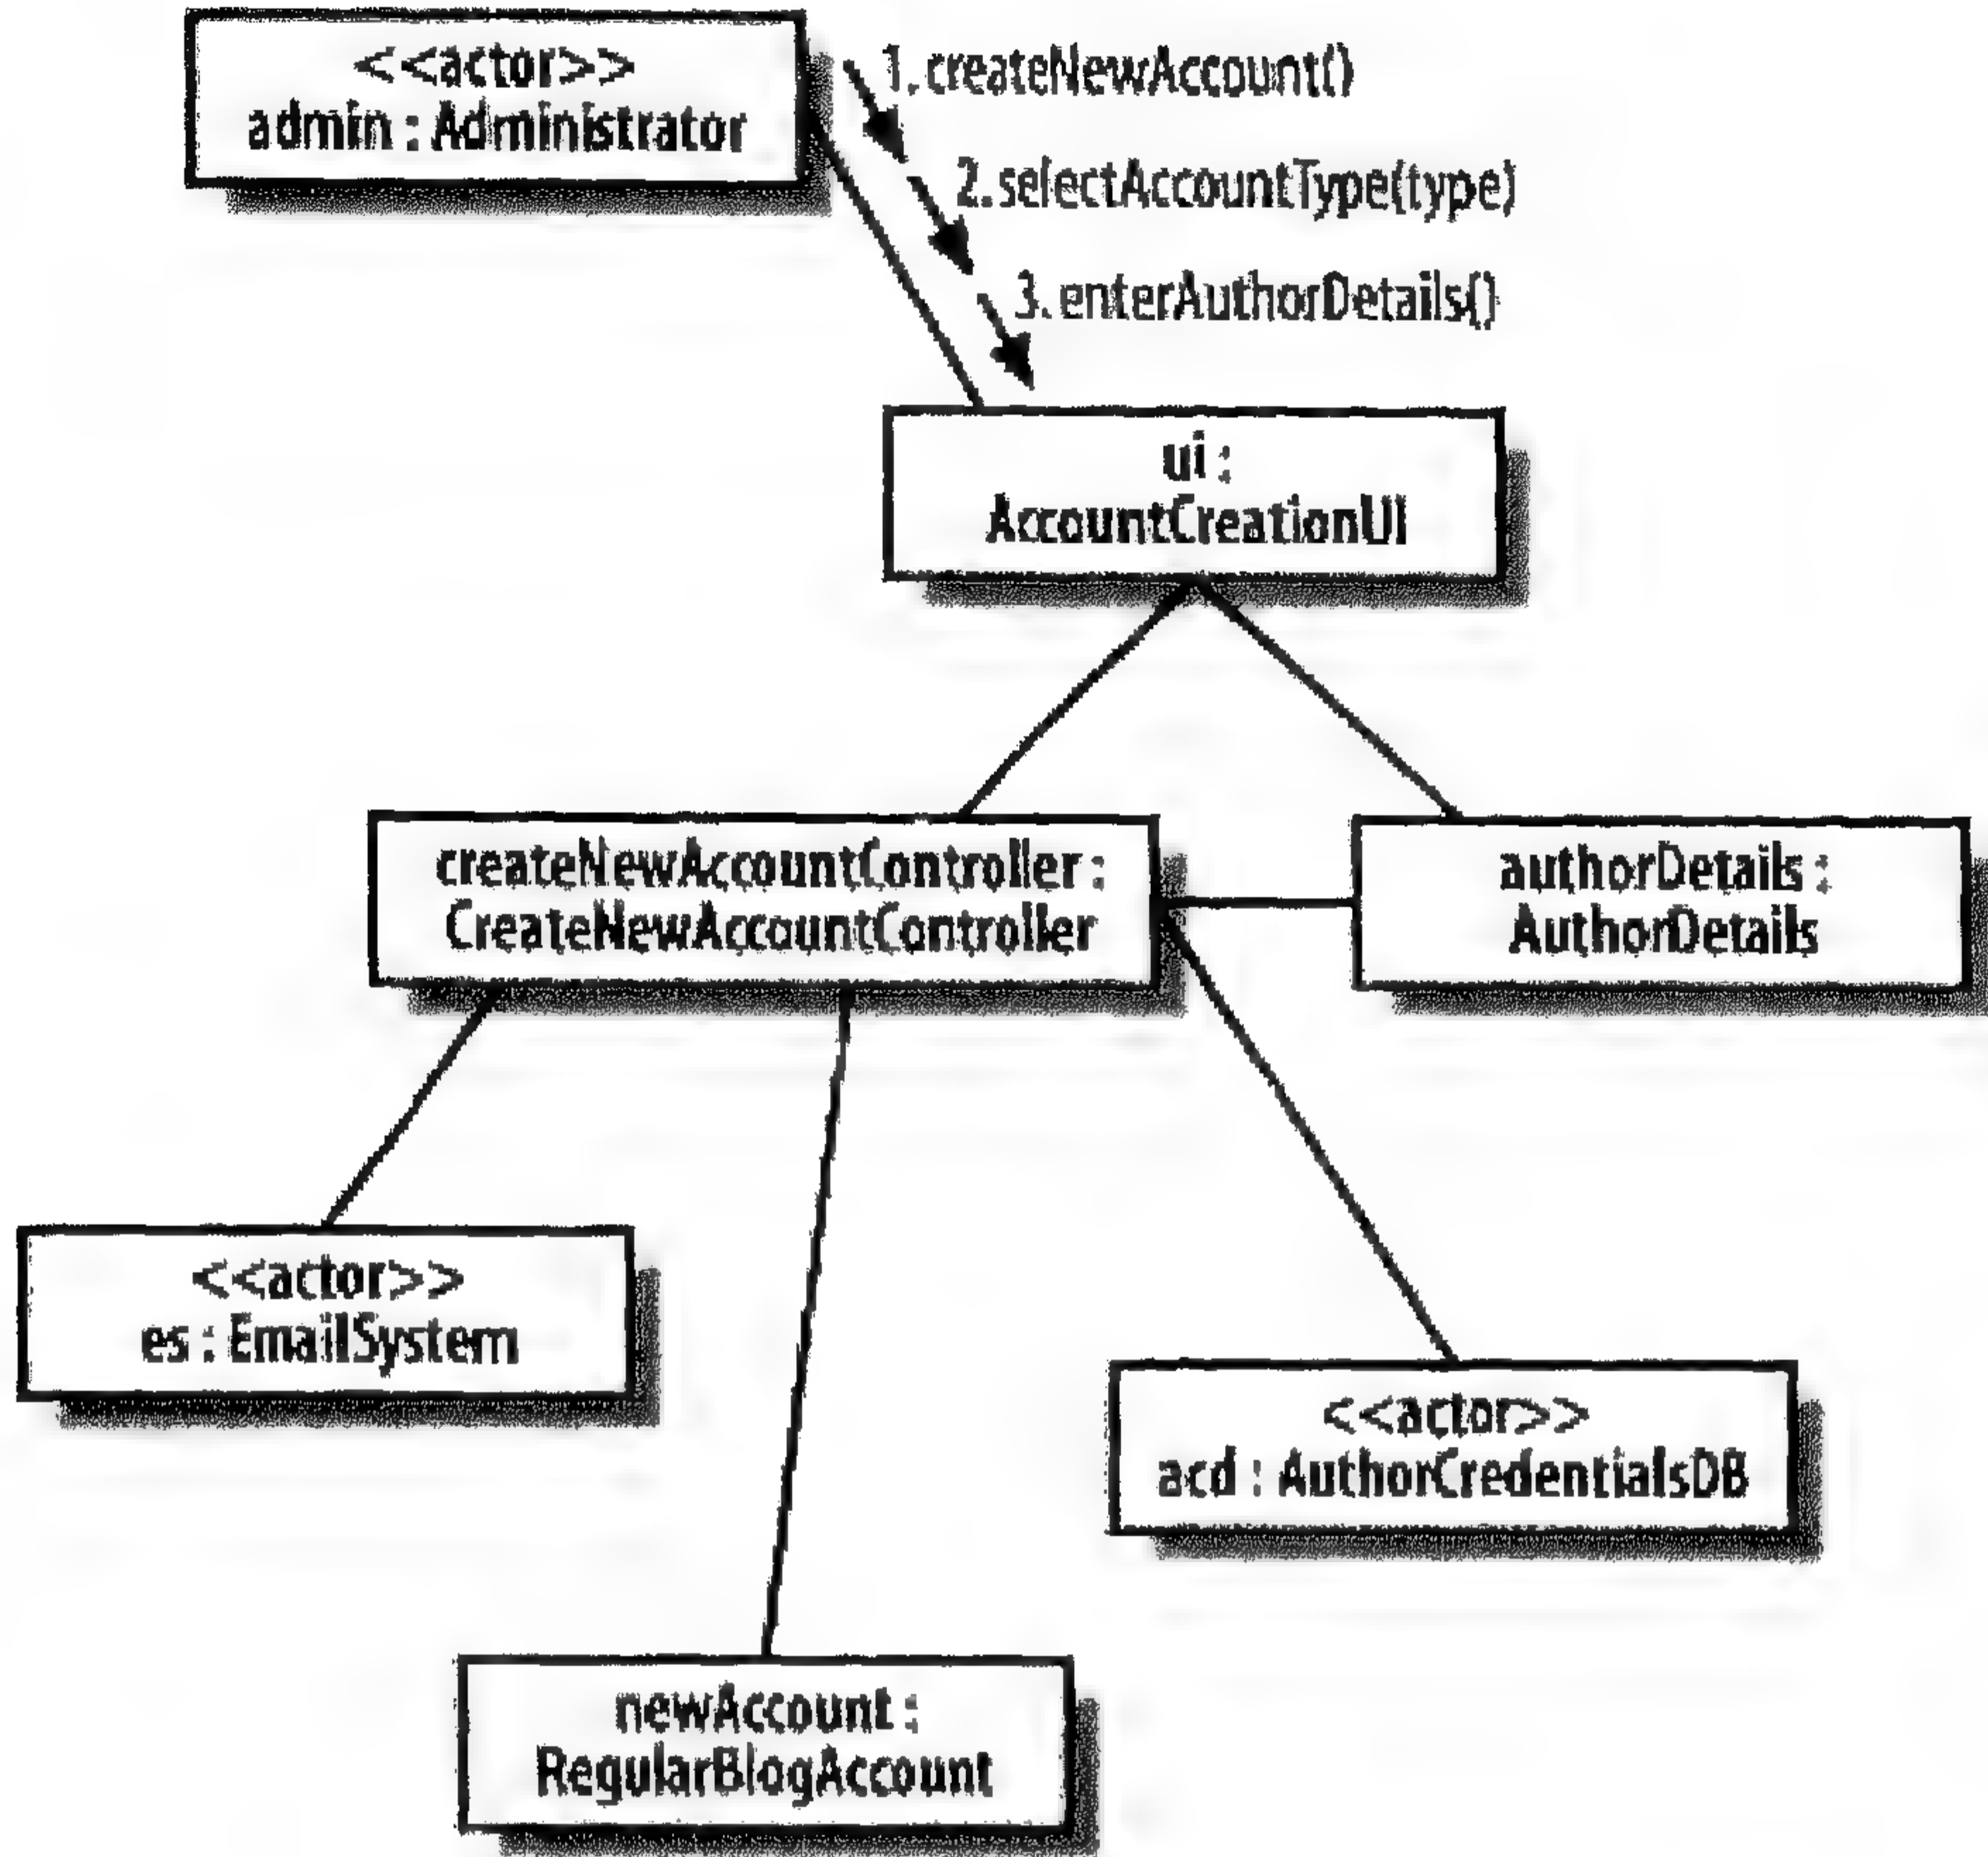 <<actor>>
admin : Administrator
1. createNewAccount()
2. selectAccountType(type)
3. enterAuthorDetails()
ui :
AccountCreationUI
createNewAccountController :
CreateNewAccountController
authorDetails :
AuthorDetails
<<actor>>
es : EmailSystem
<<actor>>
acd : AuthorCredentialsDB
newAccount :
RegularBlogAccount